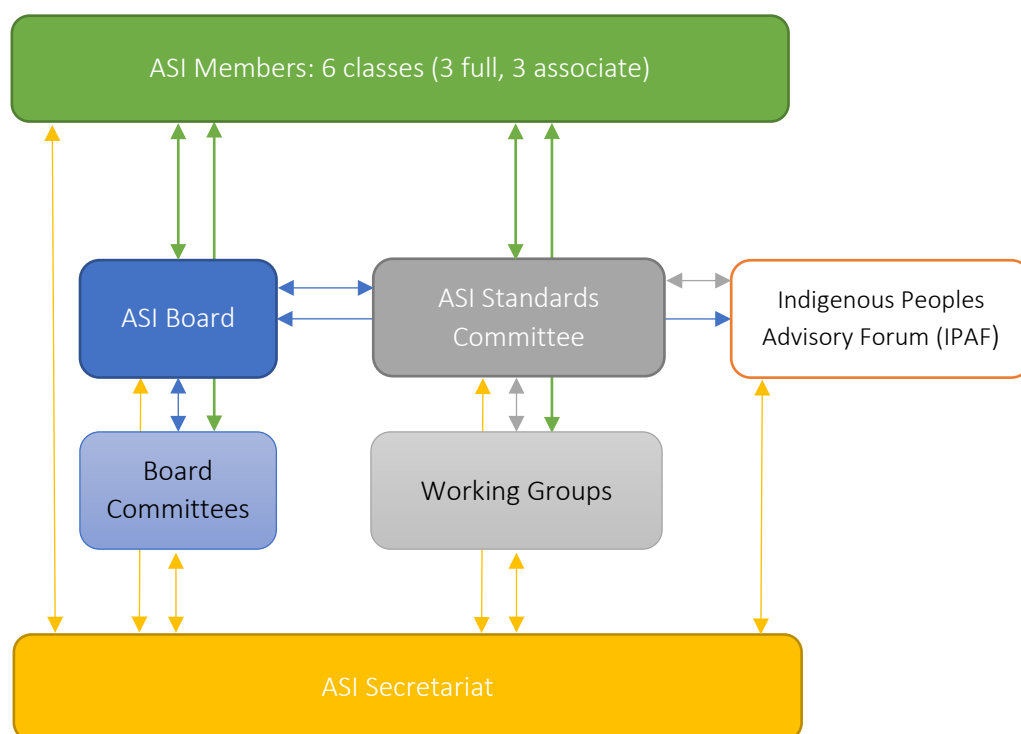 ASI Members: 6 classes (3 full, 3 associate)
ASI Board
ASI Standards
Committee
Indigenous Peoples
Advisory Forum (IPAF)
Board
Committees
Working Groups
ASI Secretariat